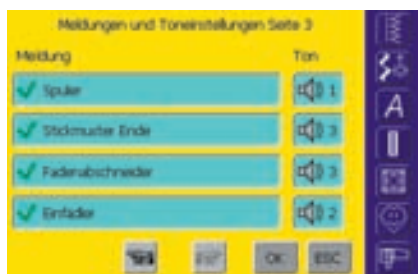 Meldungen und Toneinstellungen Seite 3
Meldung Ton
Spuler 1
Stickmuster Ende 3
Fadenabschneider 3
Einfädler 2
OK ESC
A